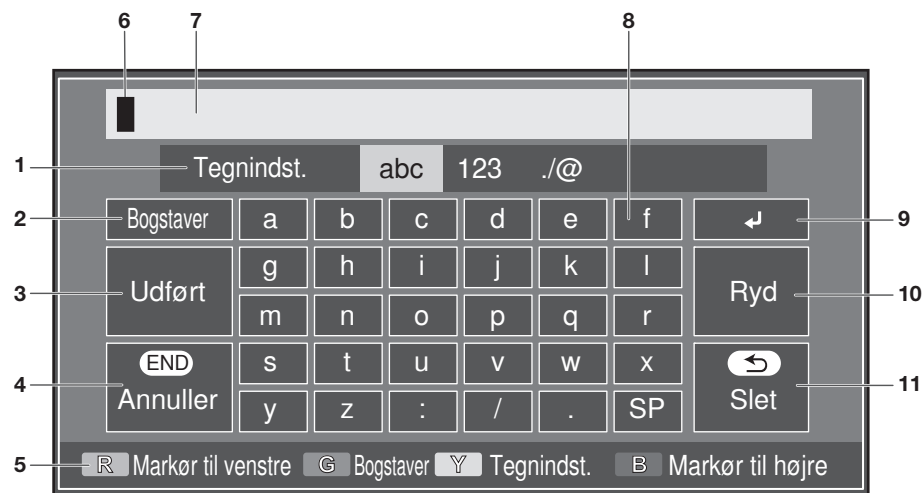 6 7 8
1 Tegnindst. abc 123 ./@
2 Bogstaver a b c d e f ↲ 9
g h i j k l
3 Udført Ryd 10
m n o p q r
END s t u v w x
4 Annuller Slet 11
y z : / . SP
5 R Markør til venstre G Bogstaver Y Tegnindst. B Markør til højre